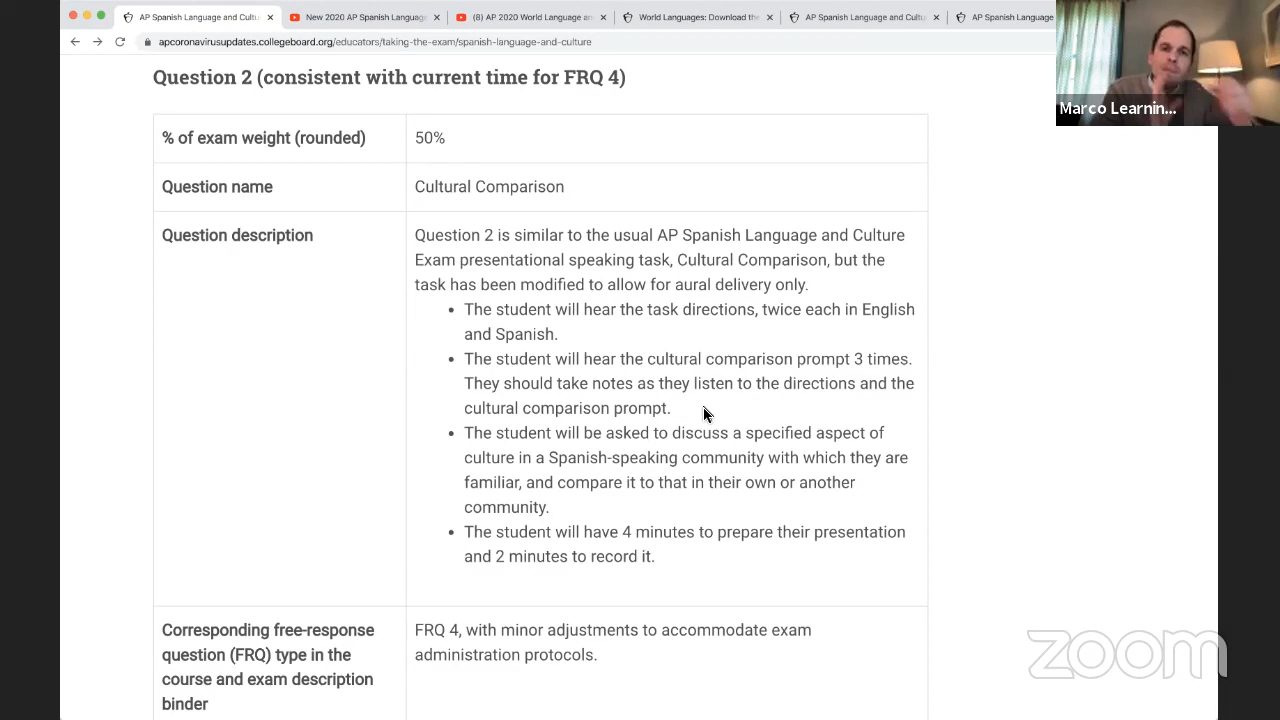 AP Spanish Language and Cultu
New 2020 AP Spanish Language
(8) AP 2020 World Language an
World Languages: Download the
AP Spanish Language and Cultu
AP Spanish Language
apcoronavirusupdates.collegeboard.org/educators/taking-the-exam/spanish-language-and-culture
Marco Learnin...
Question 2 (consistent with current time for FRQ 4)
% of exam weight (rounded)
50%
Question name
Cultural Comparison
Question description
Question 2 is similar to the usual AP Spanish Language and Culture
Exam presentational speaking task, Cultural Comparison, but the
task has been modified to allow for aural delivery only.
• The student will hear the task directions, twice each in English
and Spanish.
• The student will hear the cultural comparison prompt 3 times.
They should take notes as they listen to the directions and the
cultural comparison prompt.
• The student will be asked to discuss a specified aspect of
culture in a Spanish-speaking community with which they are
familiar, and compare it to that in their own or another
community.
• The student will have 4 minutes to prepare their presentation
and 2 minutes to record it.
Corresponding free-response
question (FRQ) type in the
course and exam description
binder
FRQ 4, with minor adjustments to accommodate exam
administration protocols.
zoom